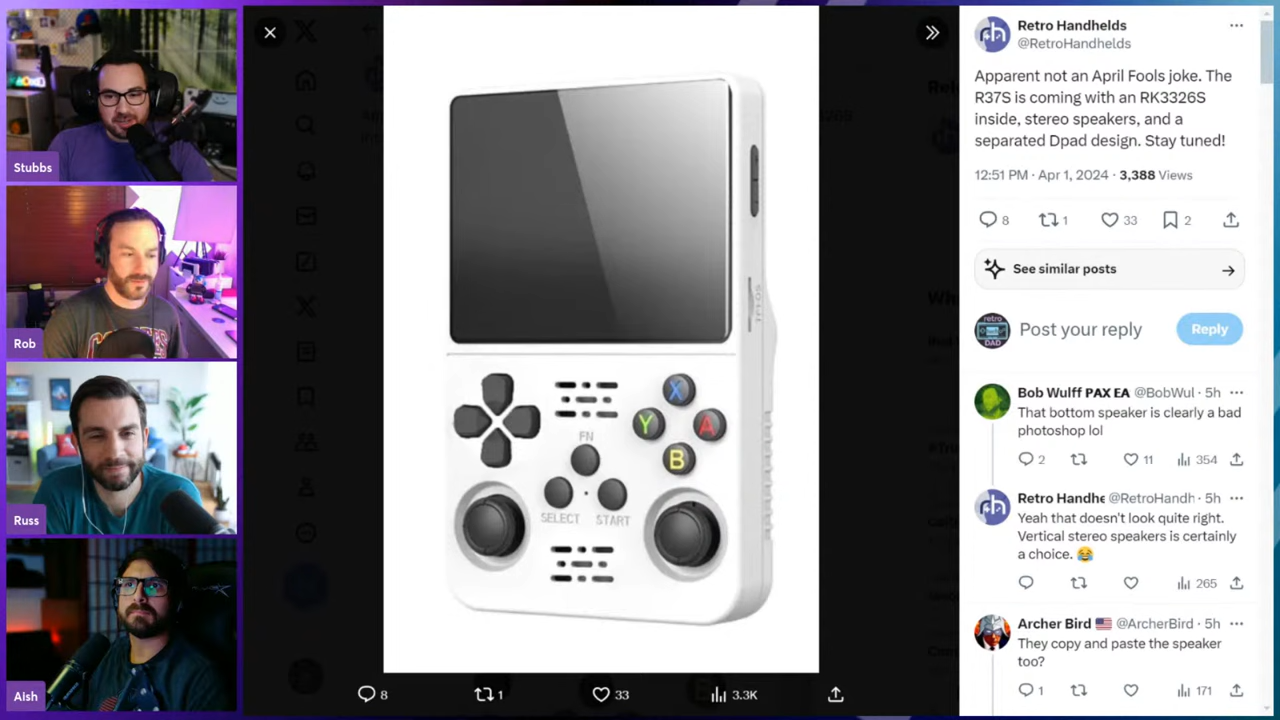 Stubbs
Rob
Russ
Aish
X
Y
A
B
FN
SELECT
START
8
1
33
3.3K
Retro Handhelds
@RetroHandhelds
Apparent not an April Fools joke. The
R37S is coming with an RK3326S
inside, stereo speakers, and a
separated Dpad design. Stay tuned!
12:51 PM · Apr 1, 2024 · 3,388 Views
8
1
33
2
See similar posts
retro
DAD
Post your reply
Reply
Bob Wulff PAX EA @BobWul · 5h
That bottom speaker is clearly a bad
photoshop lol
2
11
354
Retro Handhe @RetroHandh · 5h
Yeah that doesn't look quite right.
Vertical stereo speakers is certainly
a choice. 😂
265
Archer Bird 🇺🇸 @ArcherBird · 5h
They copy and paste the speaker
too?
1
171